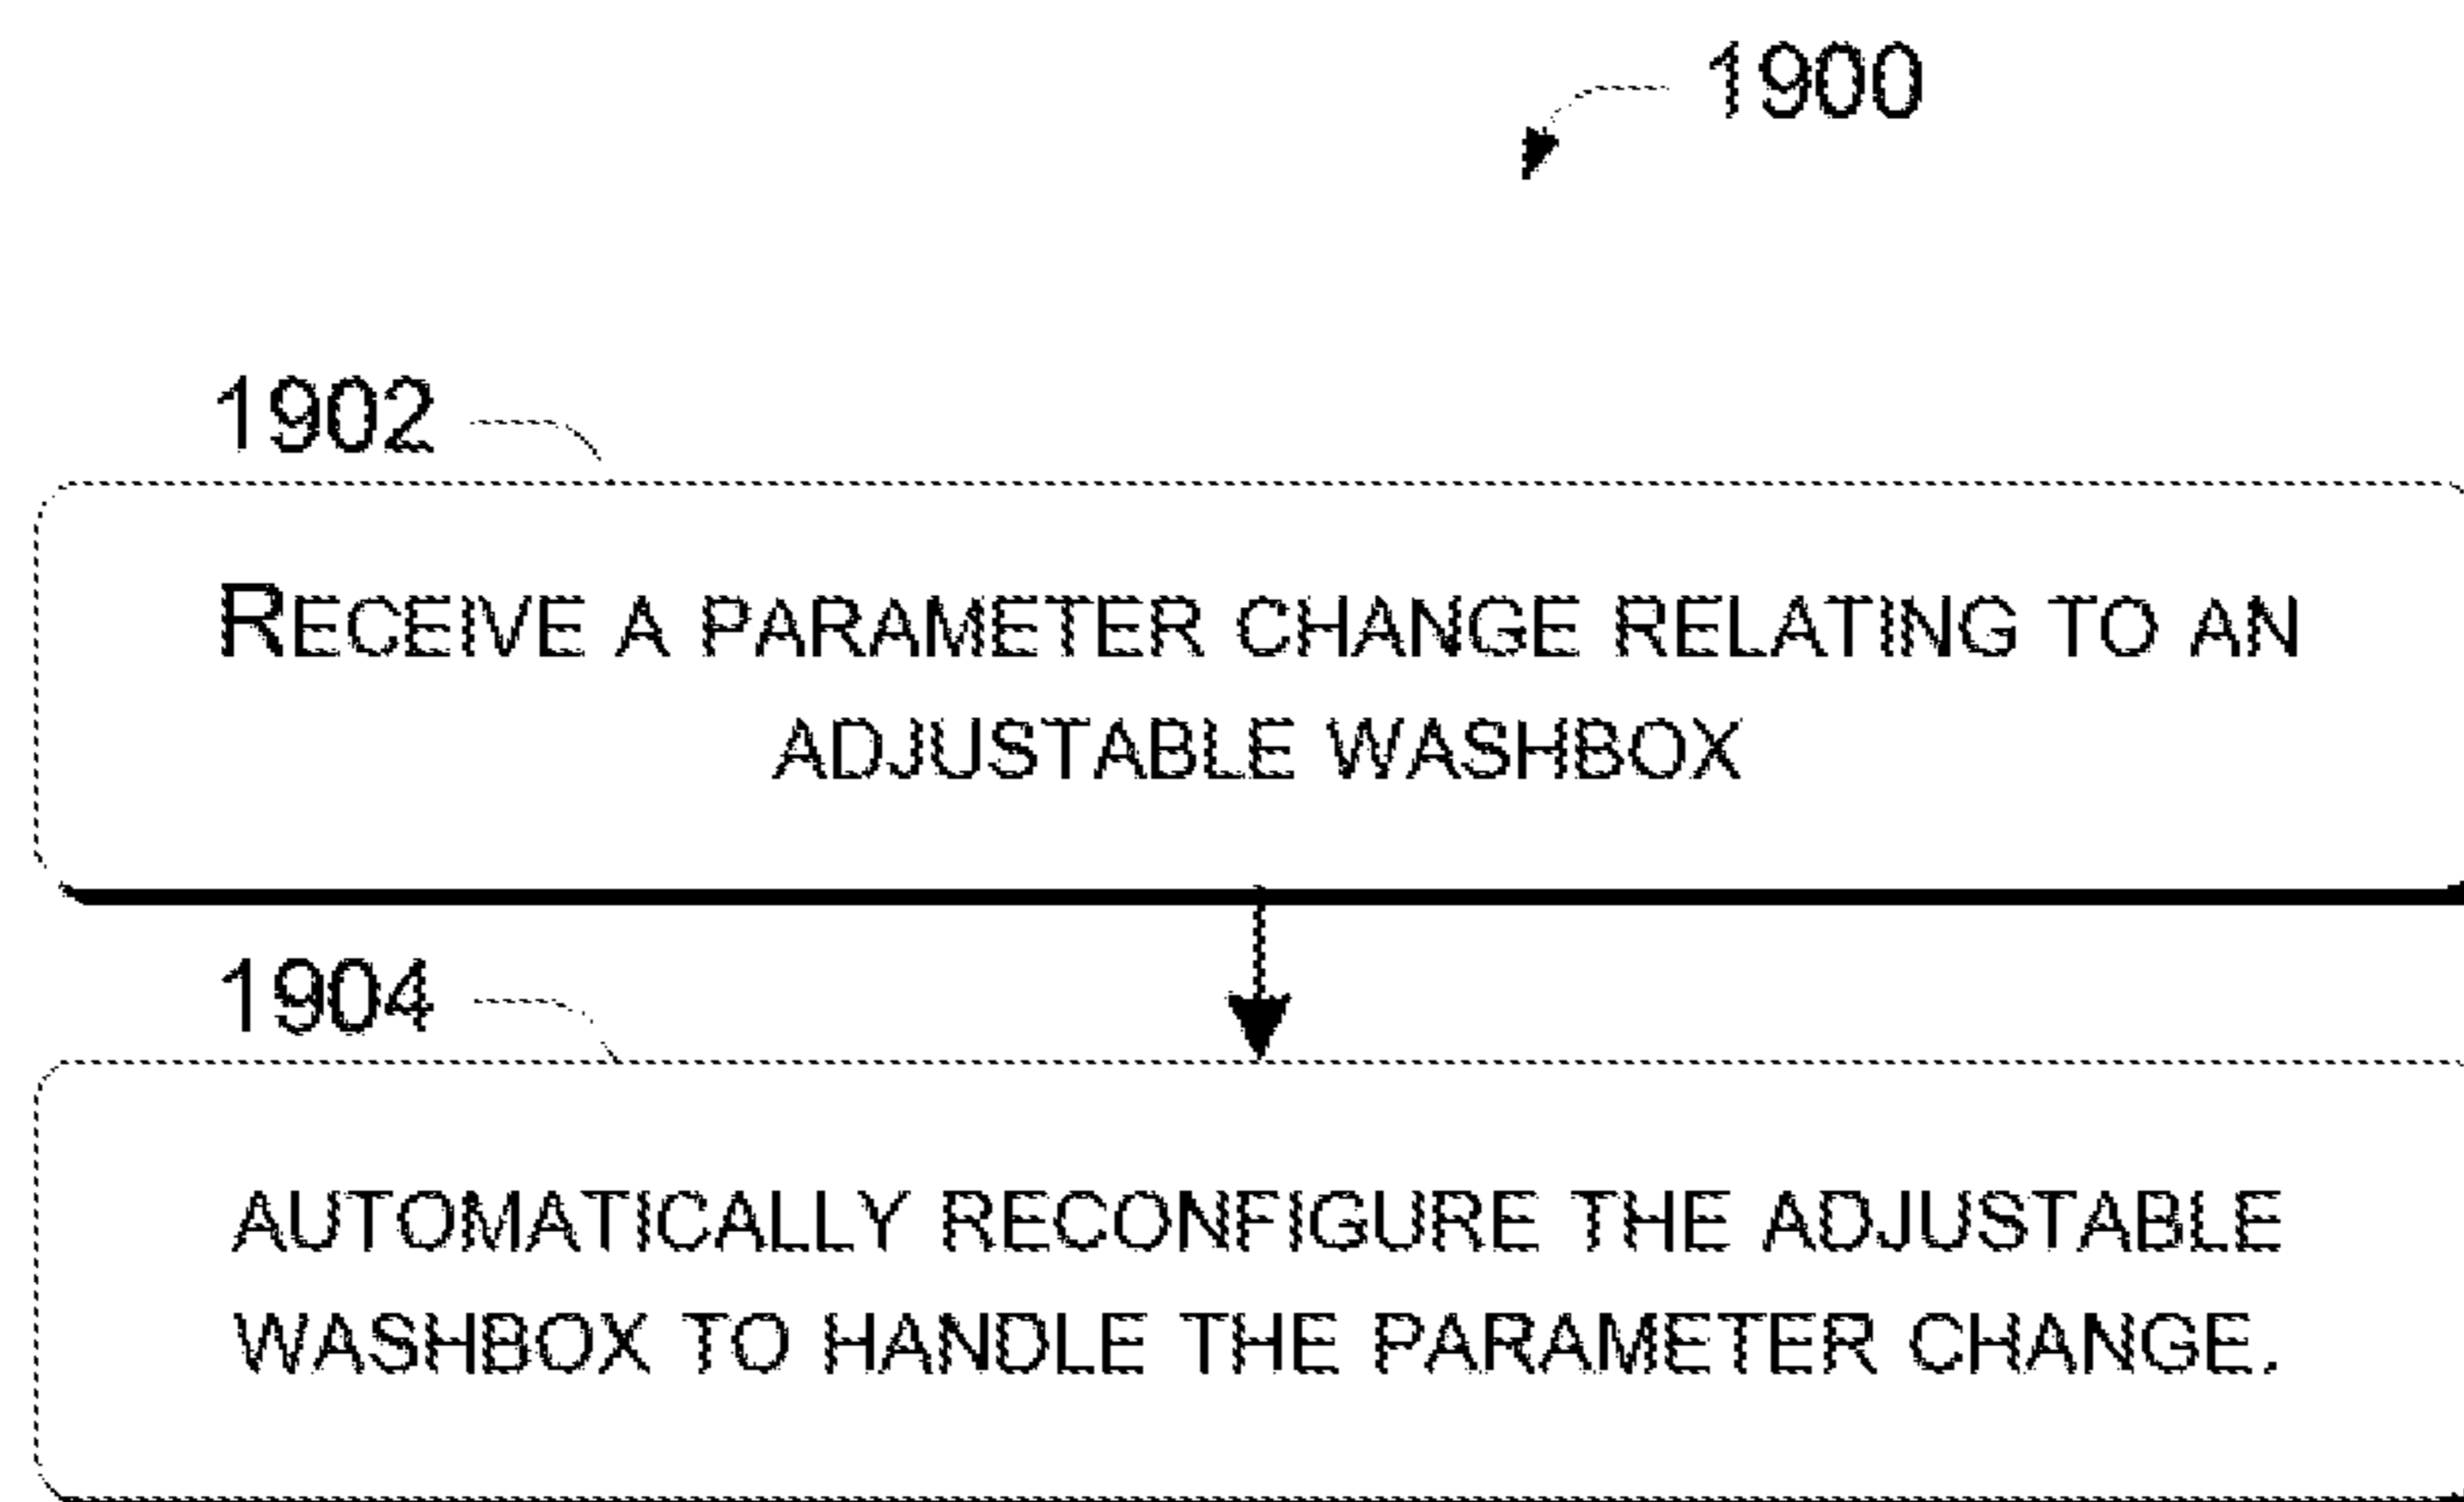 1900
1902
RECEIVE A PARAMETER CHANGE RELATING TO AN
ADJUSTABLE WASHBOX
1904
AUTOMATICALLY RECONFIGURE THE ADJUSTABLE
WASHBOX TO HANDLE THE PARAMETER CHANGE.